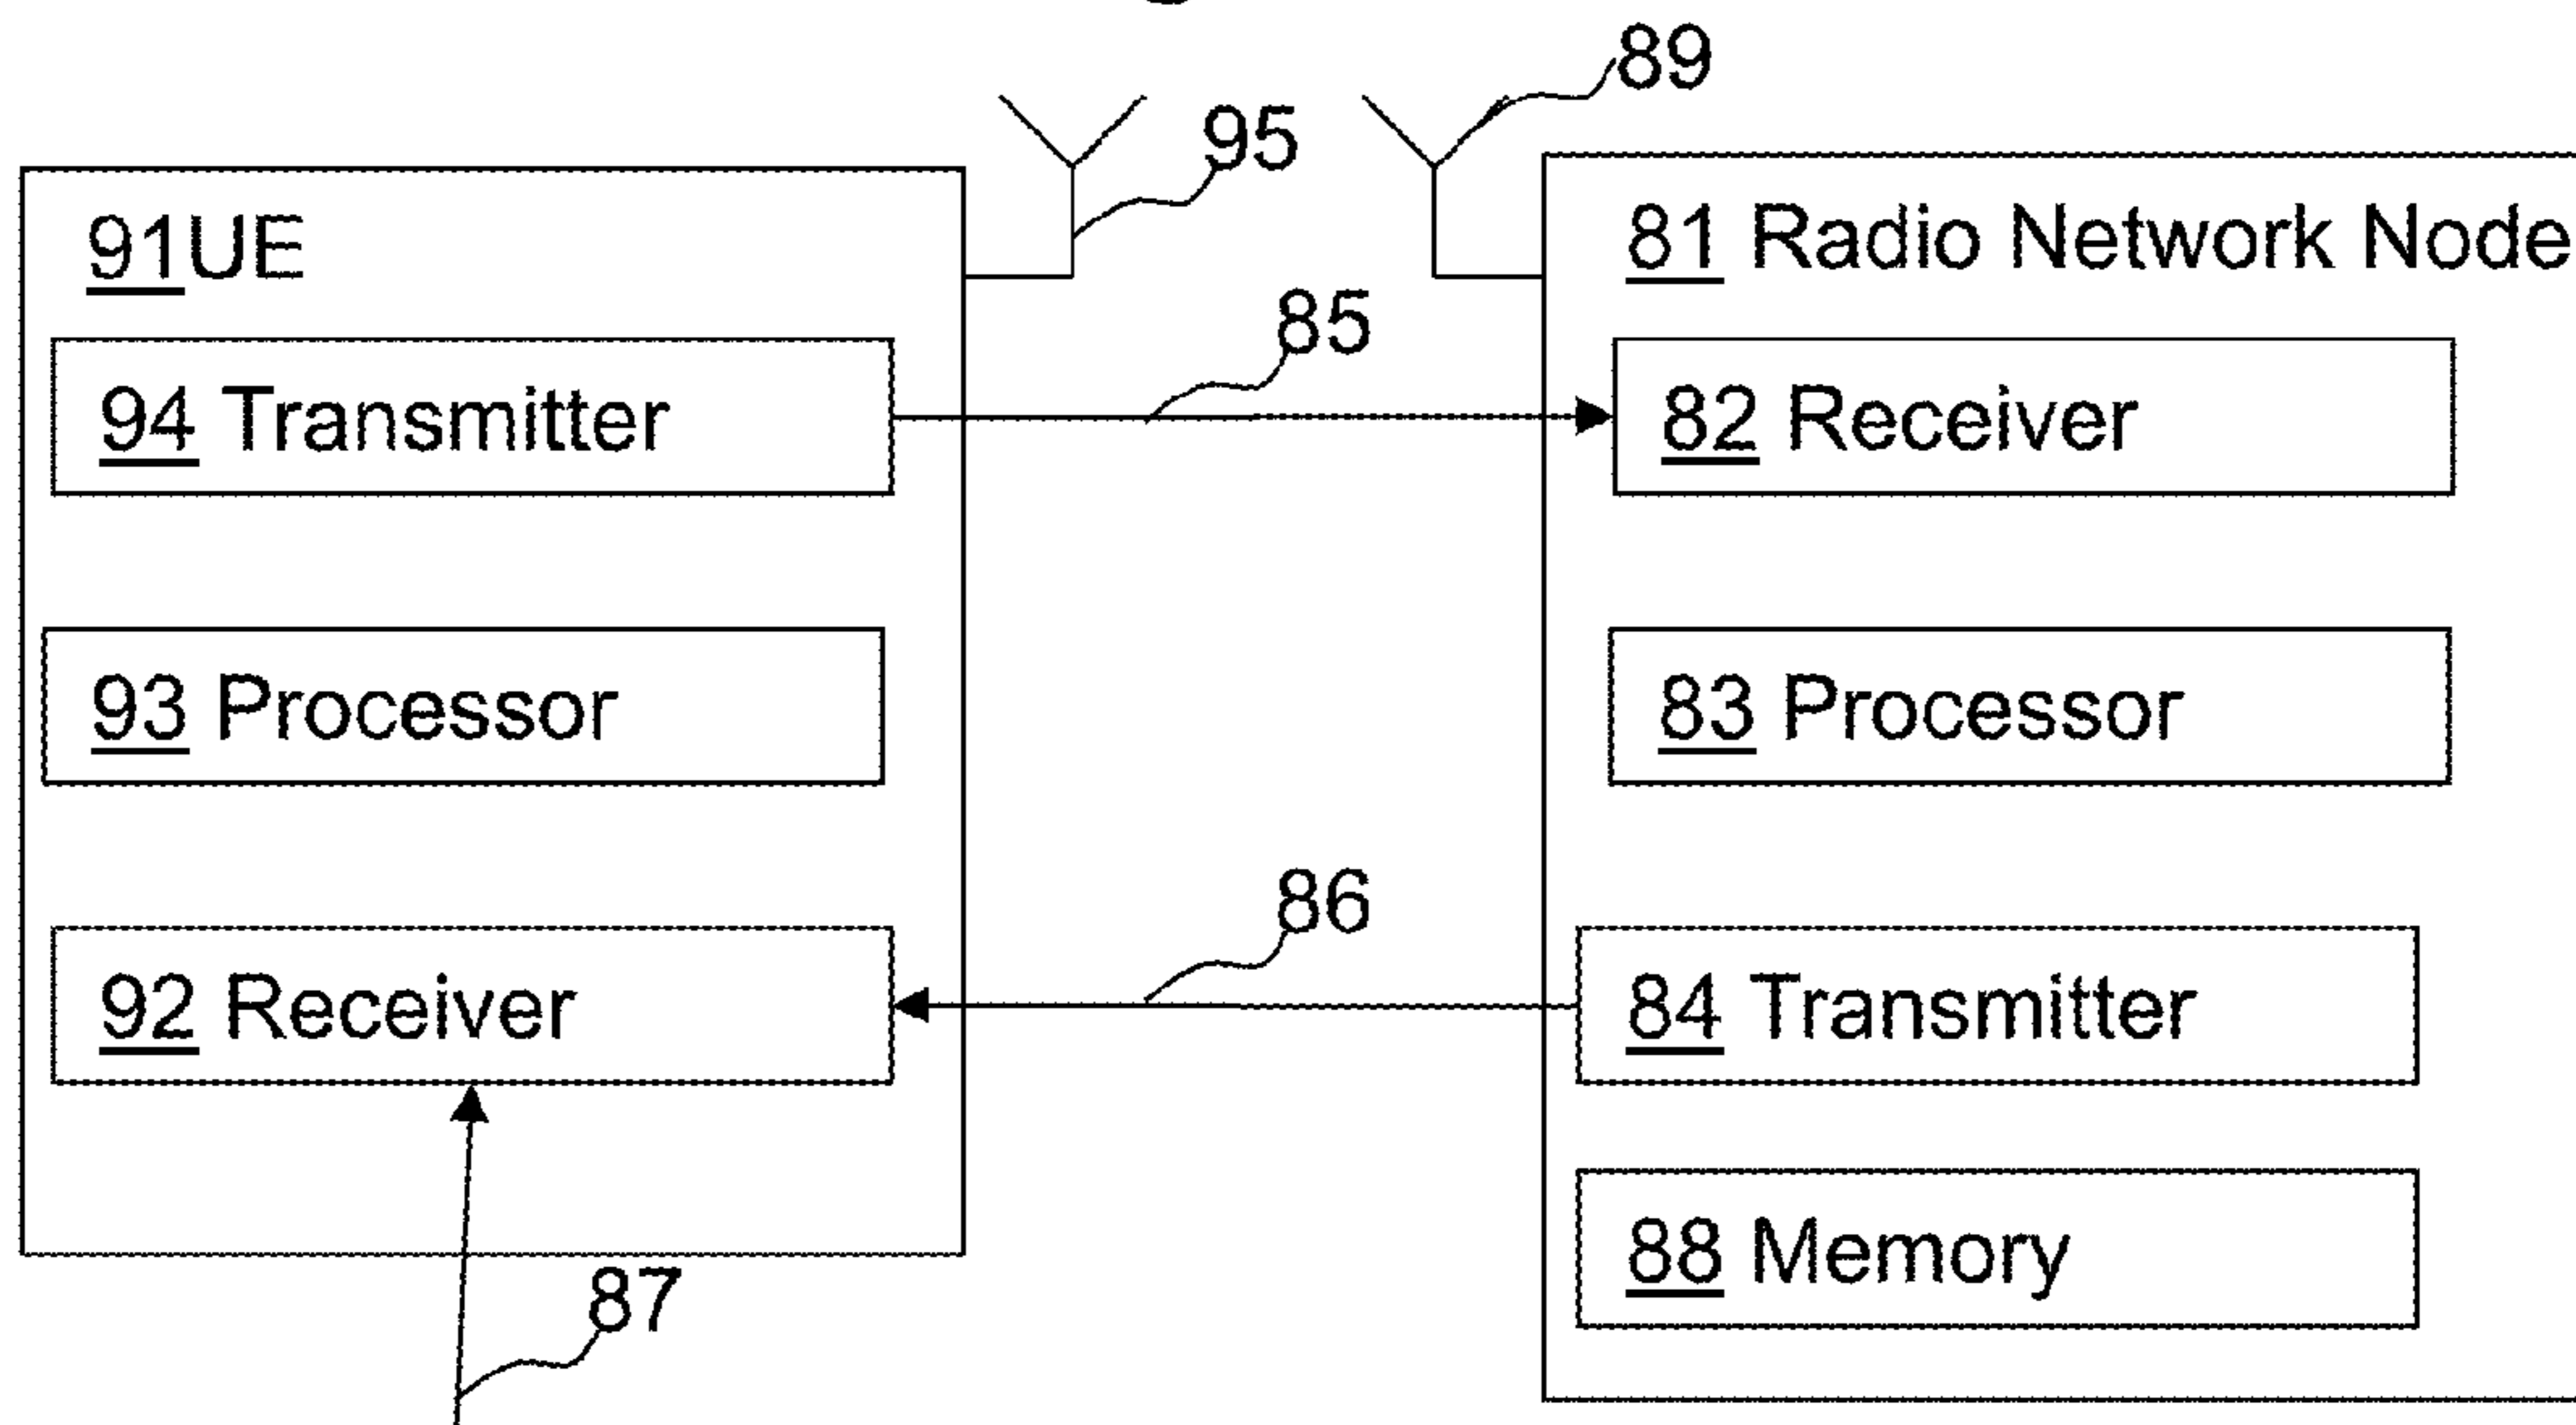 89
95
91UE
81 Radio Network Node
85
94 Transmitter
82 Receiver
93 Processor
83 Processor
86
92 Receiver
84 Transmitter
88 Memory
87